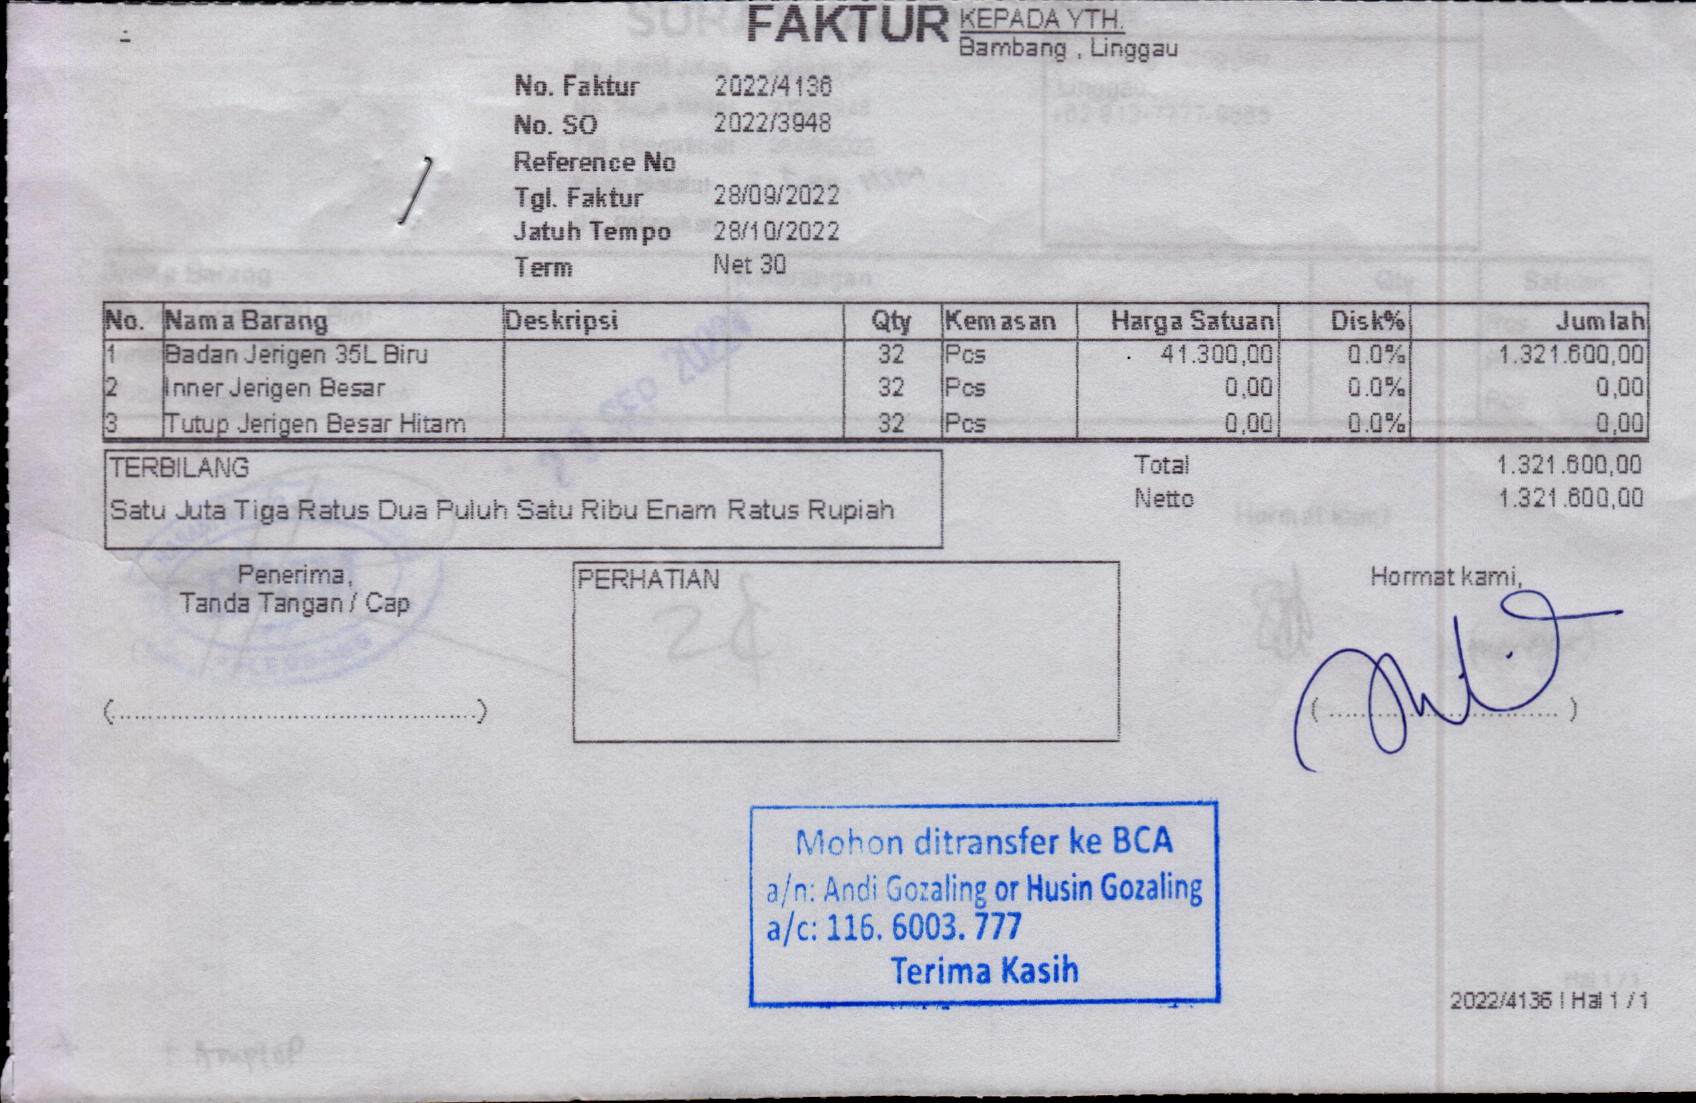 FAKTUR
KEPADA YTH.
Bambang , Linggau
No. Faktur 2022/4136
No. SO 2022/3948
Reference No
Tgl. Faktur 28/09/2022
Jatuh Tempo 28/10/2022
Term Net 30
No. Nama Barang Deskripsi Qty Kemasan Harga Satuan Disk% Jumlah
1 Badan Jerigen 35L Biru 32 Pcs 41.300,00 0.0% 1.321.600,00
2 Inner Jerigen Besar 32 Pcs 0,00 0.0% 0,00
3 Tutup Jerigen Besar Hitam 32 Pcs 0,00 0.0% 0,00
TERBILANG
Satu Juta Tiga Ratus Dua Puluh Satu Ribu Enam Ratus Rupiah
Total 1.321.600,00
Netto 1.321.600,00
Penerima,
Tanda Tangan / Cap
(..................................................)
PERHATIAN
Hormat kami,
( ................................ )
Mohon ditransfer ke BCA
a/n: Andi Gozaling or Husin Gozaling
a/c: 116. 6003. 777
Terima Kasih
2022/4136 | Hal 1 / 1